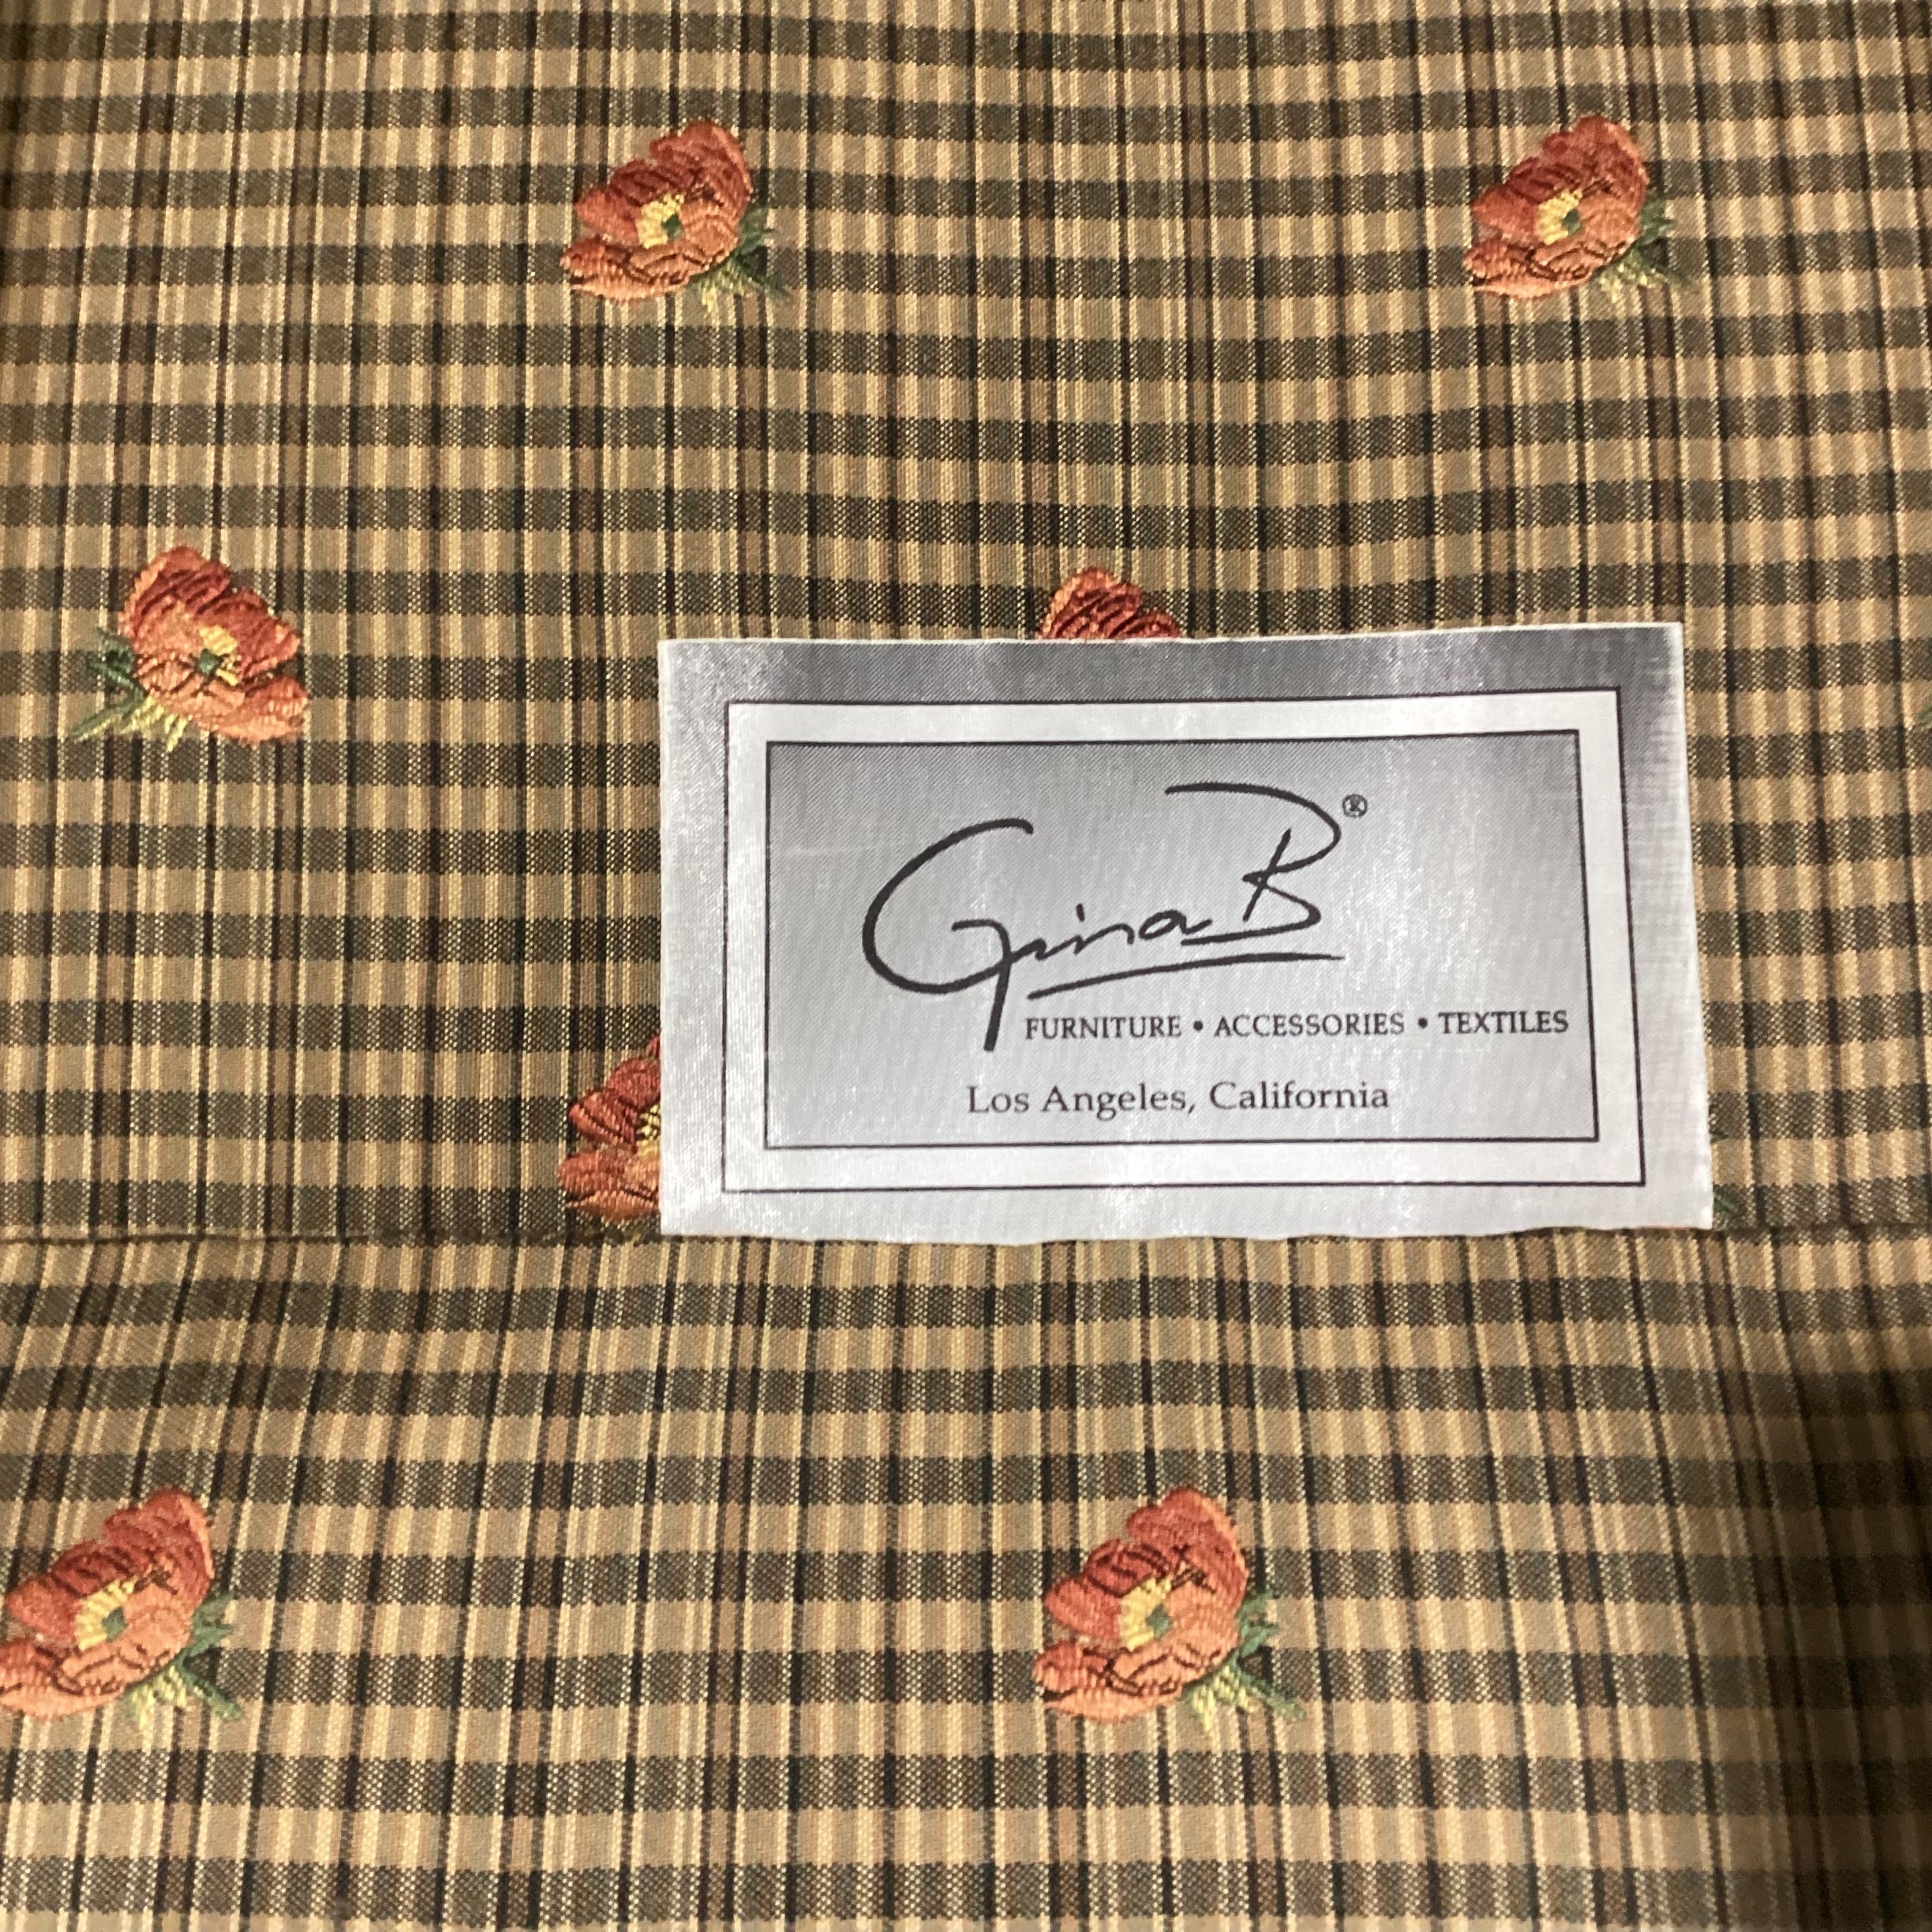 Gina B®
FURNITURE • ACCESSORIES • TEXTILES
Los Angeles, California